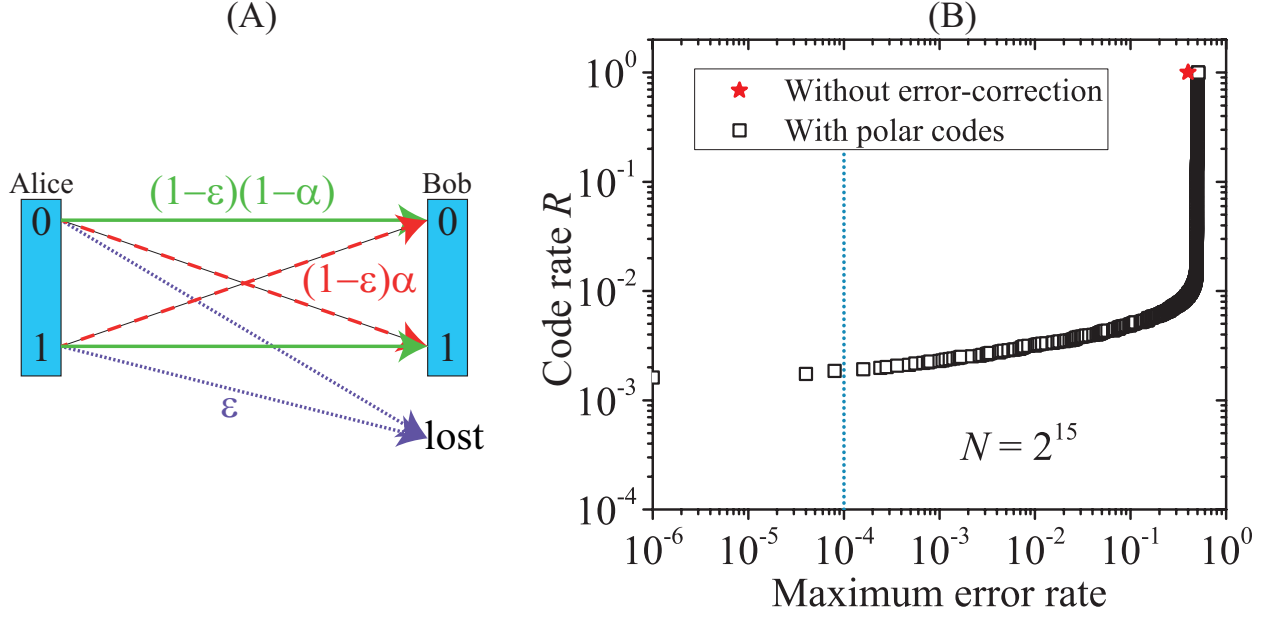 (A)
Alice
Bob
(1−ε)(1−α)
0
0
(1−ε)α
1
1
ε
lost
(B)
Code rate R
10^0
10^-1
10^-2
10^-3
10^-4
Without error-correction
With polar codes
N = 2^15
10^-6
10^-5
10^-4
10^-3
10^-2
10^-1
10^0
Maximum error rate